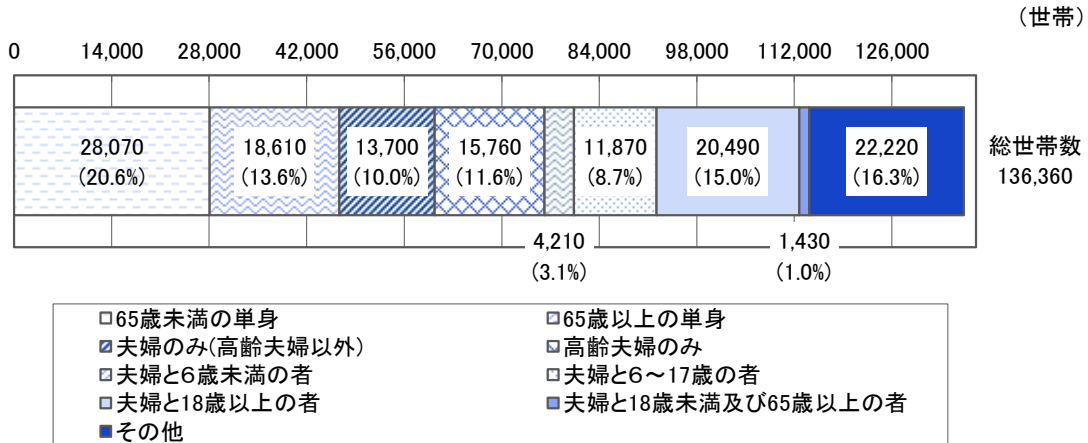 （世帯）
0 14,000 28,000 42,000 56,000 70,000 84,000 98,000 112,000 126,000
28,070 18,610 13,700 15,760 11,870 20,490 22,220 総世帯数
(20.6%) (13.6%) (10.0%) (11.6%) (8.7%) (15.0%) (16.3%) 136,360
4,210 1,430
(3.1%) (1.0%)
65歳未満の単身 65歳以上の単身
夫婦のみ(高齢夫婦以外) 高齢夫婦のみ
夫婦と６歳未満の者 夫婦と６～17歳の者
夫婦と18歳以上の者 夫婦と18歳未満及び65歳以上の者
その他